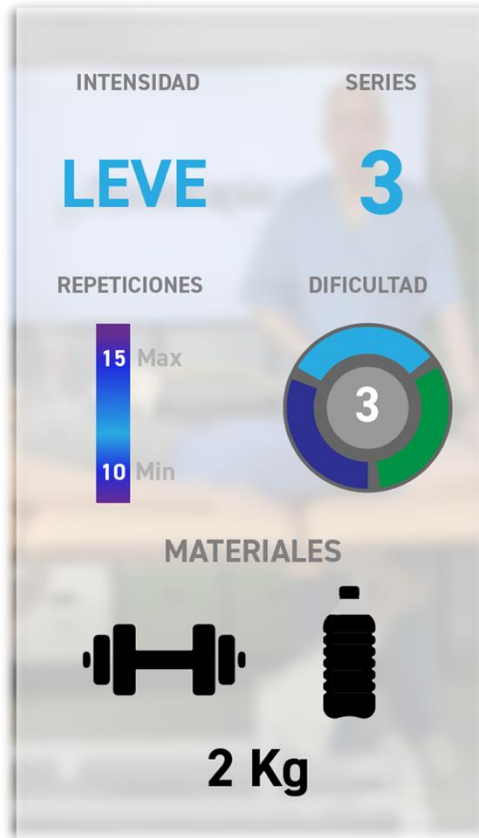 INTENSIDAD SERIES
LEVE 3
REPETICIONES DIFICULTAD
15 Max
3
10 Min
MATERIALES
2 Kg